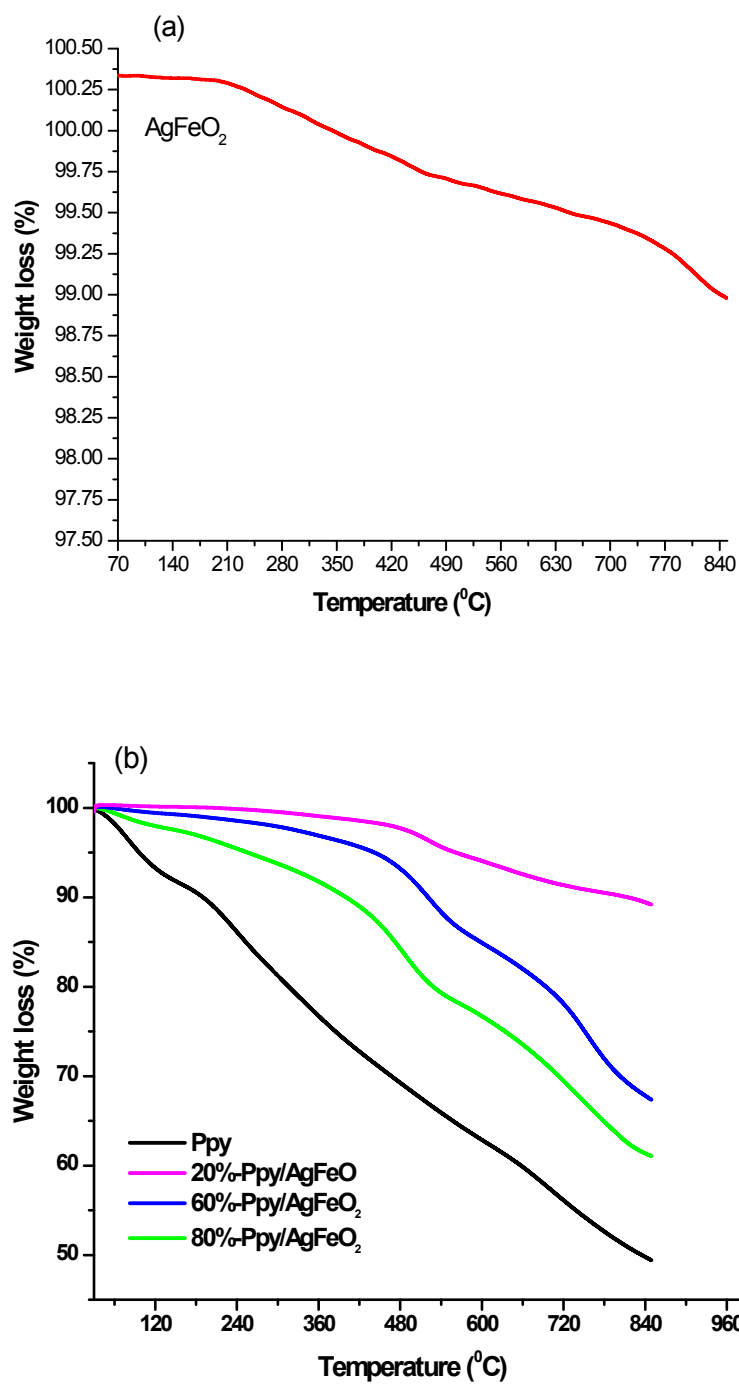 (a)
100.50
100.25
100.00
99.75
99.50
99.25
99.00
98.75
98.50
98.25
98.00
97.75
97.50
Weight loss (%)
AgFeO₂
70 140 210 280 350 420 490 560 630 700 770 840
Temperature (⁰C)
(b)
100
90
80
70
60
50
Weight loss (%)
Ppy
20%-Ppy/AgFeO
60%-Ppy/AgFeO₂
80%-Ppy/AgFeO₂
120 240 360 480 600 720 840 960
Temperature (⁰C)